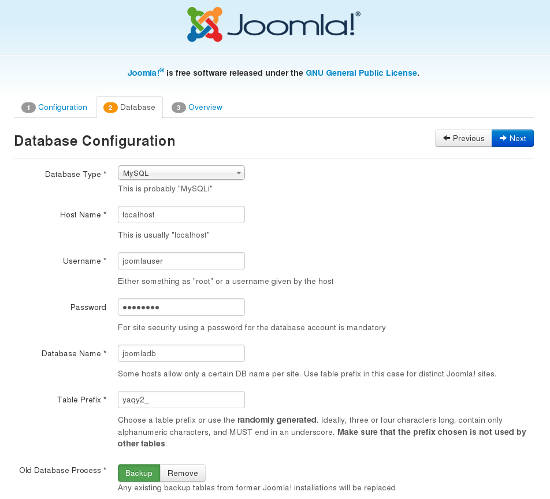 Joomla!®
Joomla!® is free software released under the GNU General Public License.
1 Configuration 2 Database 3 Overview
Database Configuration
Previous Next
Database Type * MySQL
This is probably "MySQLi"
Host Name * localhost
This is usually "localhost"
Username * joomlauser
Either something as "root" or a username given by the host
Password ••••••••
For site security using a password for the database account is mandatory
Database Name * joomladb
Some hosts allow only a certain DB name per site. Use table prefix in this case for distinct Joomla! sites.
Table Prefix * yaqy2_
Choose a table prefix or use the randomly generated. Ideally, three or four characters long, contain only
alphanumeric characters, and MUST end in an underscore. Make sure that the prefix chosen is not used by
other tables.
Old Database Process * Backup Remove
Any existing backup tables from former Joomla! installations will be replaced